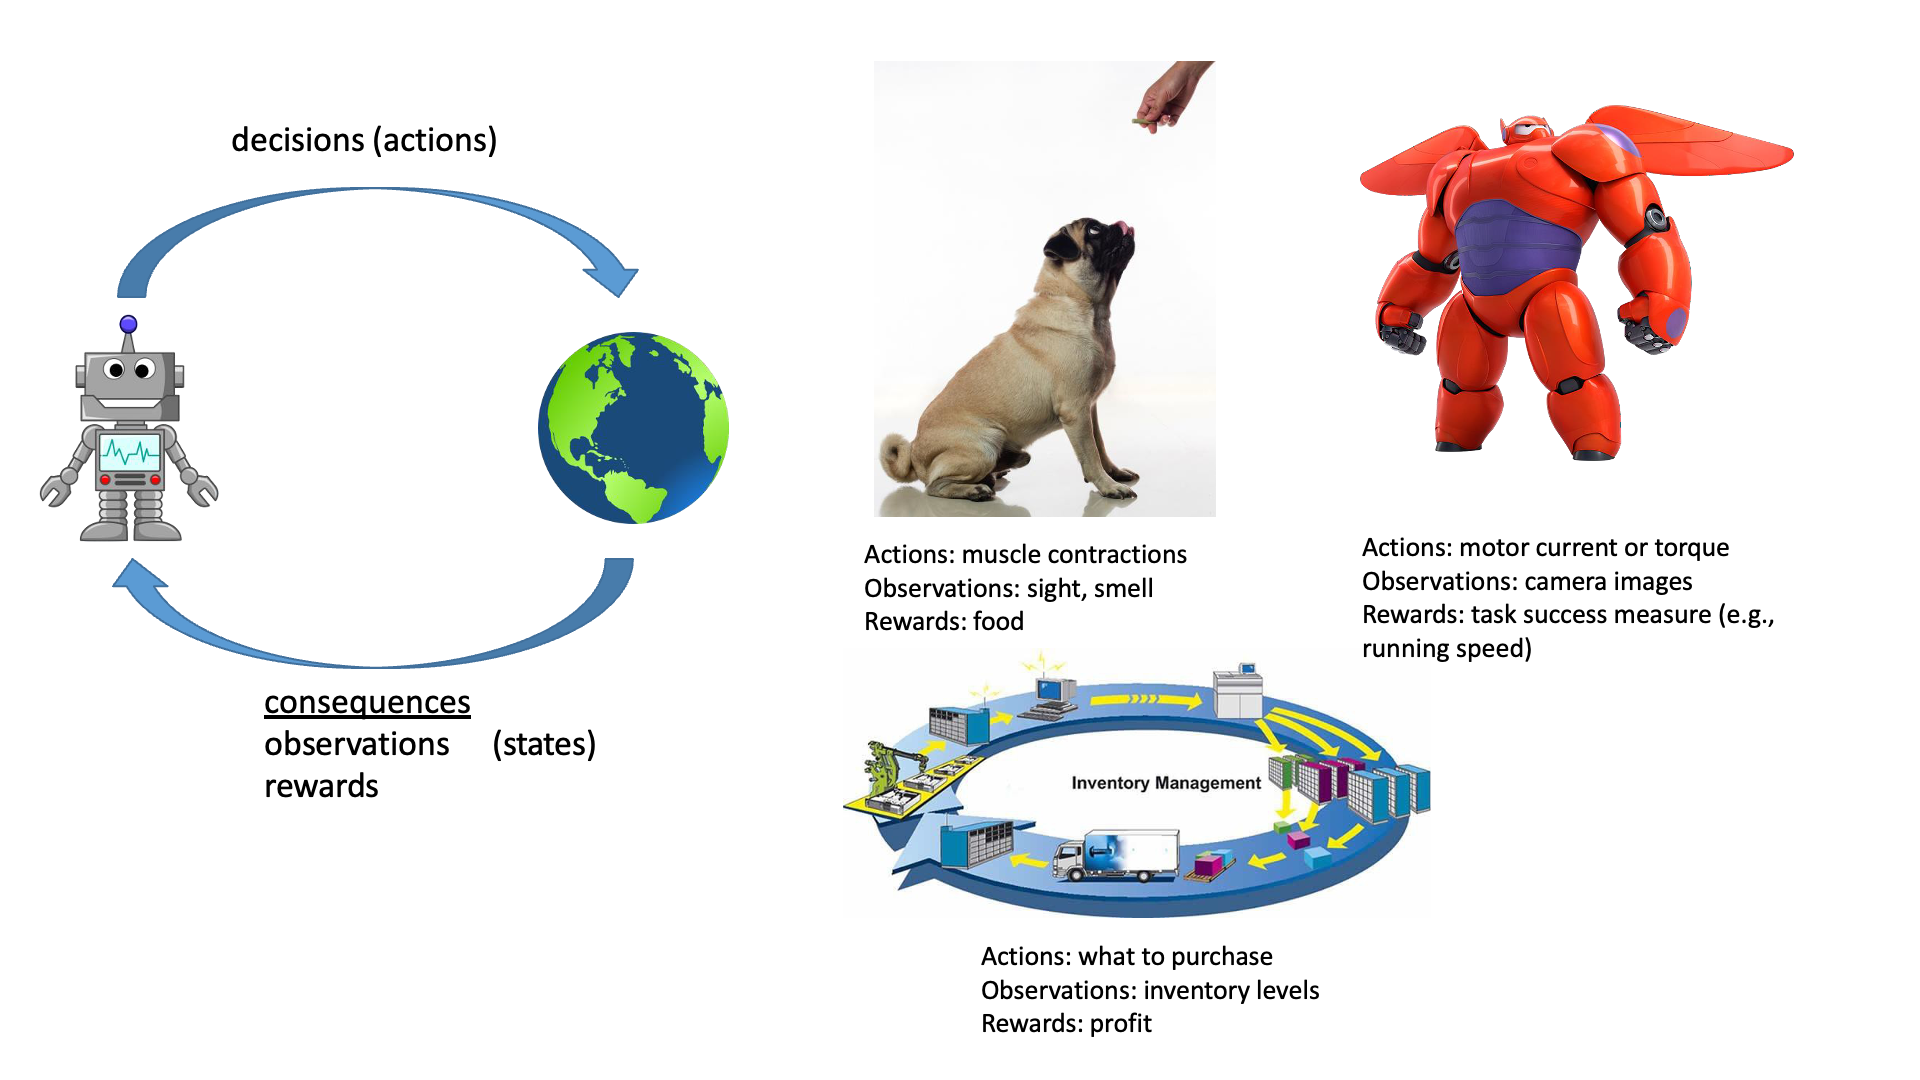 decisions (actions)
consequences
observations (states)
rewards
Actions: muscle contractions
Observations: sight, smell
Rewards: food
Actions: motor current or torque
Observations: camera images
Rewards: task success measure (e.g.,
running speed)
Inventory Management
Actions: what to purchase
Observations: inventory levels
Rewards: profit